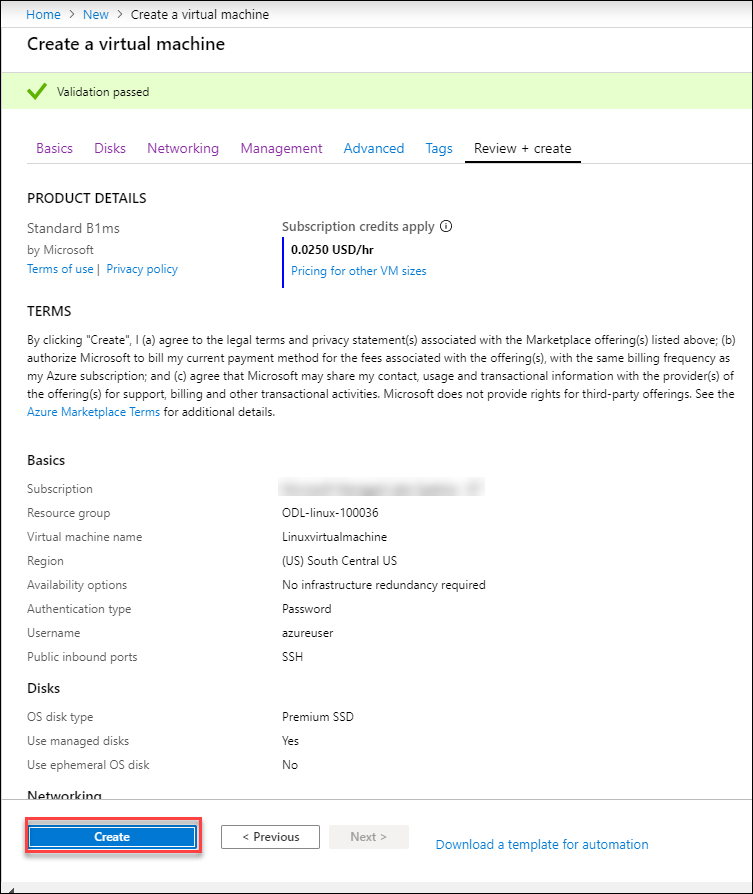 Home > New > Create a virtual machine
Create a virtual machine
Validation passed
Basics Disks Networking Management Advanced Tags Review + create
PRODUCT DETAILS
Standard B1ms
by Microsoft
Terms of use | Privacy policy
Subscription credits apply
0.0250 USD/hr
Pricing for other VM sizes
TERMS
By clicking "Create", I (a) agree to the legal terms and privacy statement(s) associated with the Marketplace offering(s) listed above; (b)
authorize Microsoft to bill my current payment method for the fees associated with the offering(s), with the same billing frequency as
my Azure subscription; and (c) agree that Microsoft may share my contact, usage and transactional information with the provider(s) of
the offering(s) for support, billing and other transactional activities. Microsoft does not provide rights for third-party offerings. See the
Azure Marketplace Terms for additional details.
Basics
Subscription
Resource group ODL-linux-100036
Virtual machine name Linuxvirtualmachine
Region (US) South Central US
Availability options No infrastructure redundancy required
Authentication type Password
Username azureuser
Public inbound ports SSH
Disks
OS disk type Premium SSD
Use managed disks Yes
Use ephemeral OS disk No
Networking
Create < Previous Next > Download a template for automation